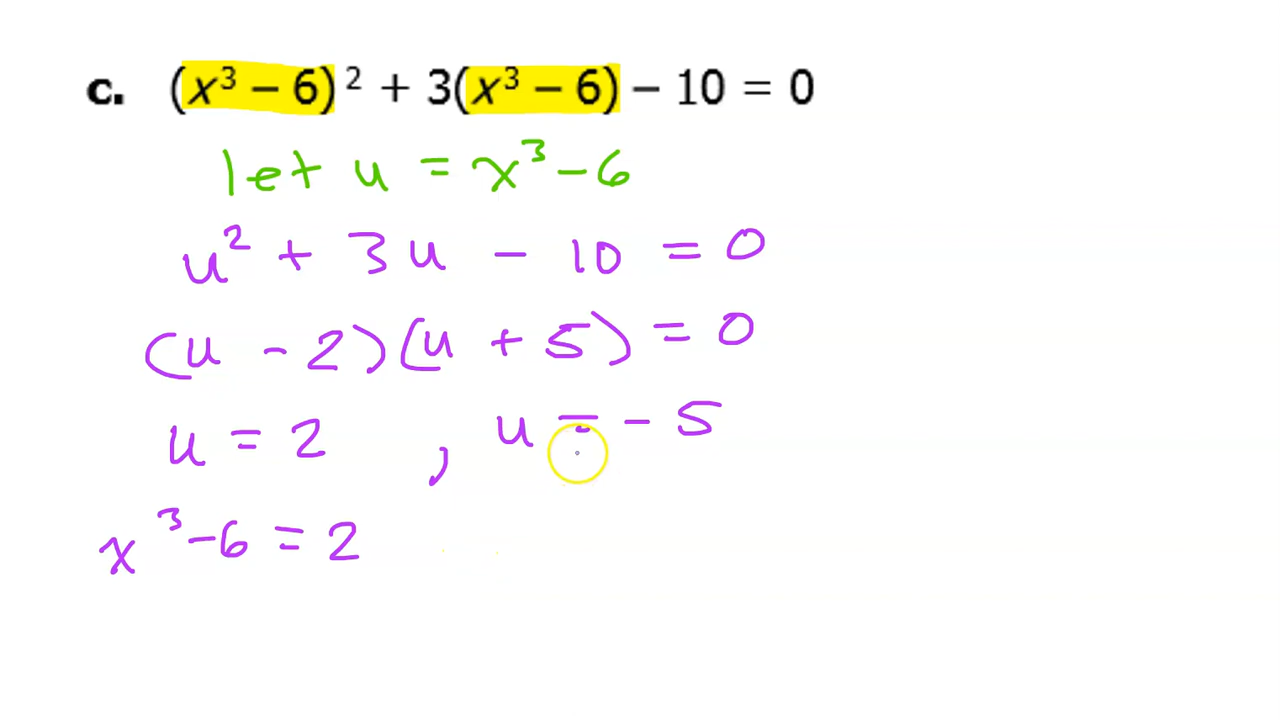 c. (x³ − 6)² + 3(x³ − 6) − 10 = 0
let u = x³ − 6
u² + 3u − 10 = 0
(u − 2)(u + 5) = 0
u = 2 , u = − 5
x³ − 6 = 2